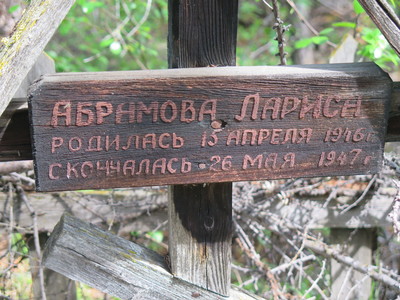 АБРАМОВА ЛАРИСА
РОДИЛАСЬ 15 АПРЕЛЯ 1946 г
СКОНЧАЛАСЬ 26 МАЯ 1947 г